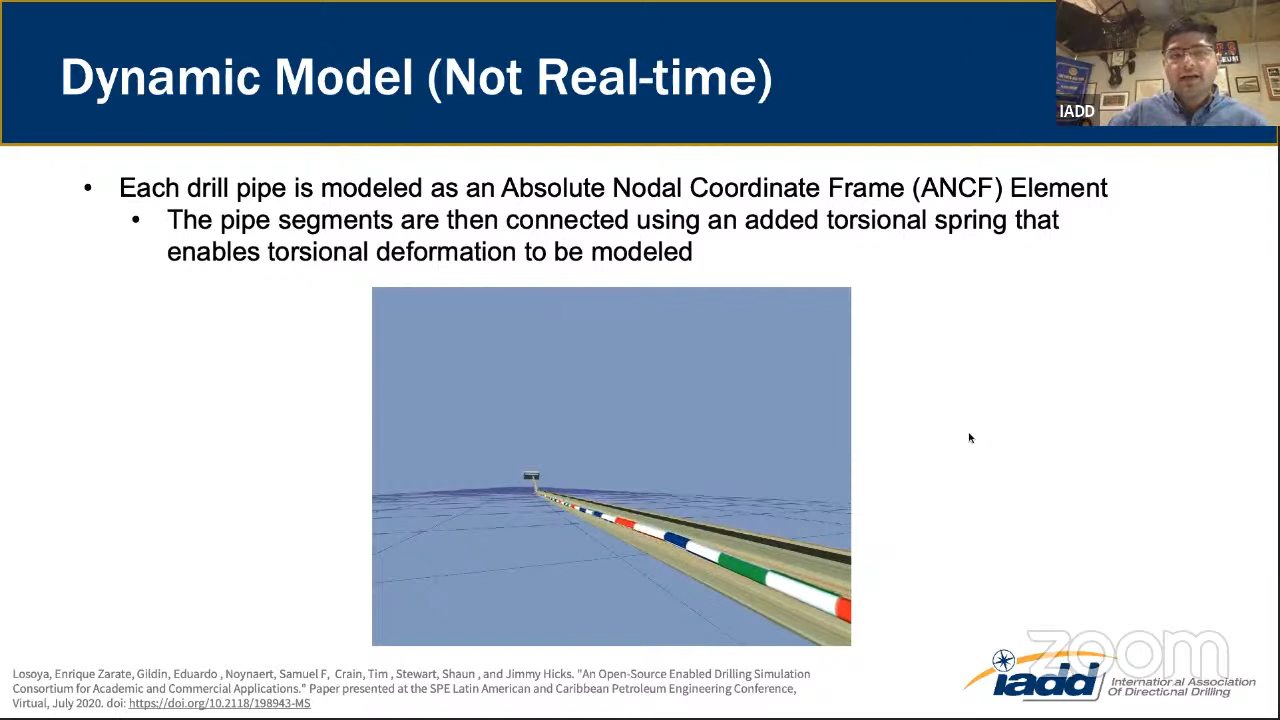 Dynamic Model (Not Real-time)
IADD
• Each drill pipe is modeled as an Absolute Nodal Coordinate Frame (ANCF) Element
• The pipe segments are then connected using an added torsional spring that
enables torsional deformation to be modeled
Losoya, Enrique Zarate, Gildin, Eduardo , Noynaert, Samuel F,
Stewart, Shaun , and Jimmy Hicks. "An Open-Source Enabled Drilling Simulation
Consortium for Academic and Commercial Applications." Paper
at the SPE Latin American and Caribbean Petroleum Engineering Conference,
Virtual, July 2020. doi: https://doi.org/10.2118/198943-MS
zoom
iadd
International Association
Of Directional Drilling